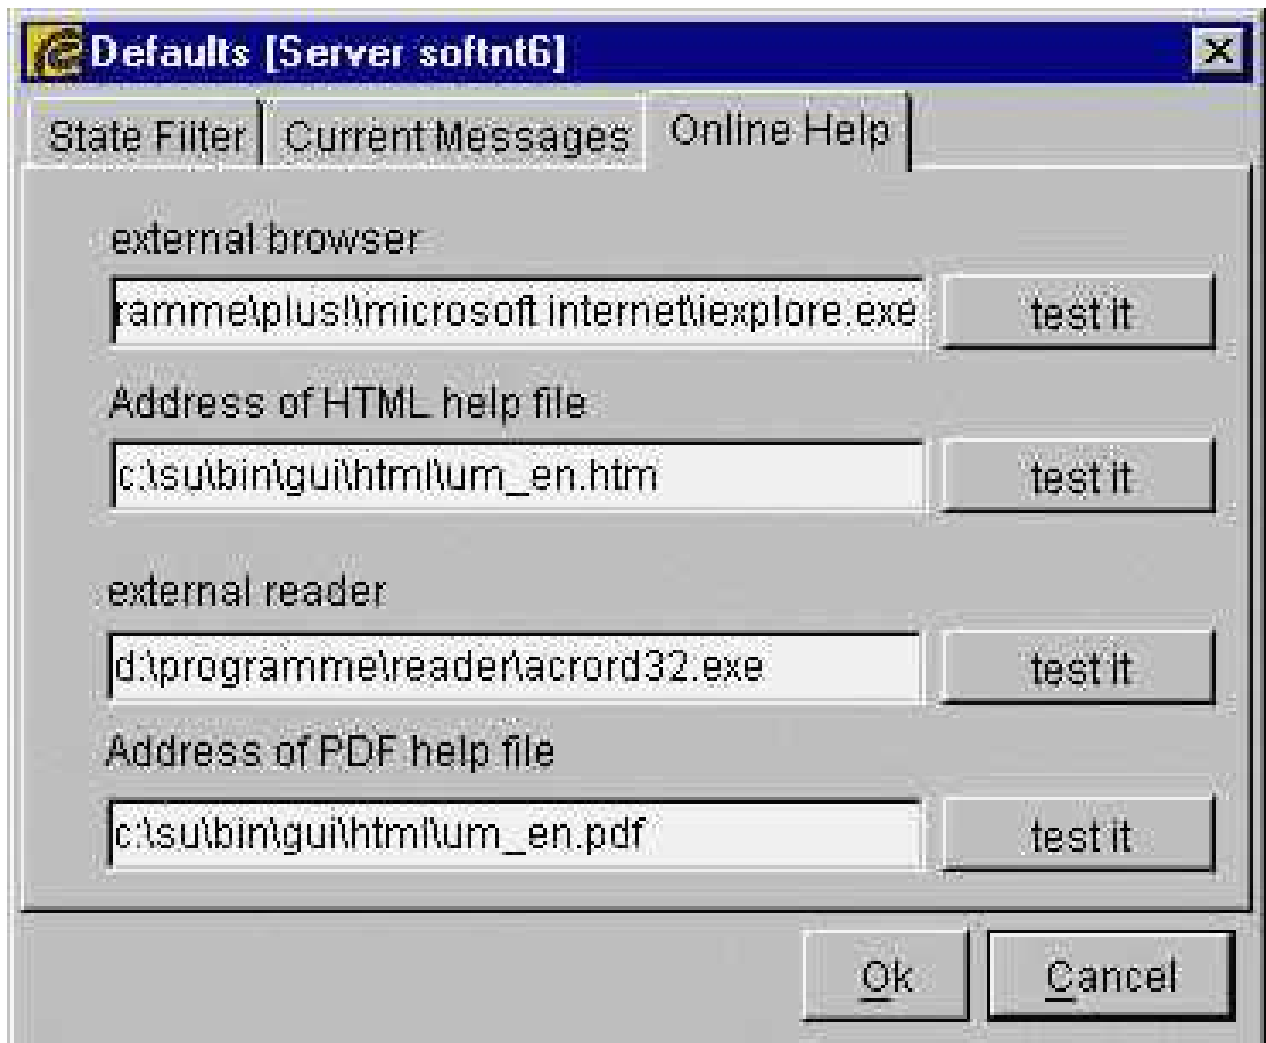 Defaults [Server softnt6]
State Filter Current Messages Online Help
external browser
ramme\plus!\microsoft internet\iexplore.exe test it
Address of HTML help file
c:\su\bin\gui\html\um_en.htm test it
external reader
d:\programme\reader\acrord32.exe test it
Address of PDF help file
c:\su\bin\gui\html\um_en.pdf test it
Ok Cancel